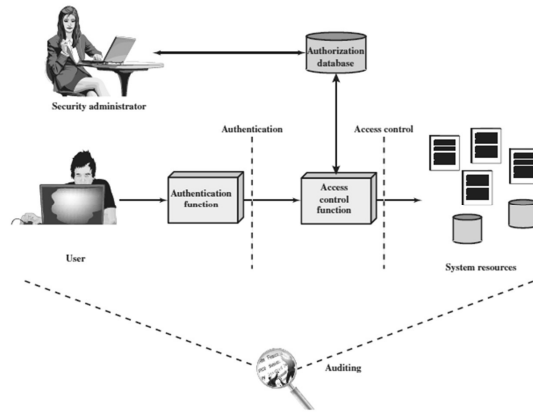 Authorization
database
Security administrator
Authentication
Access control
Authentication
function
Access
control
function
User
System resources
Auditing